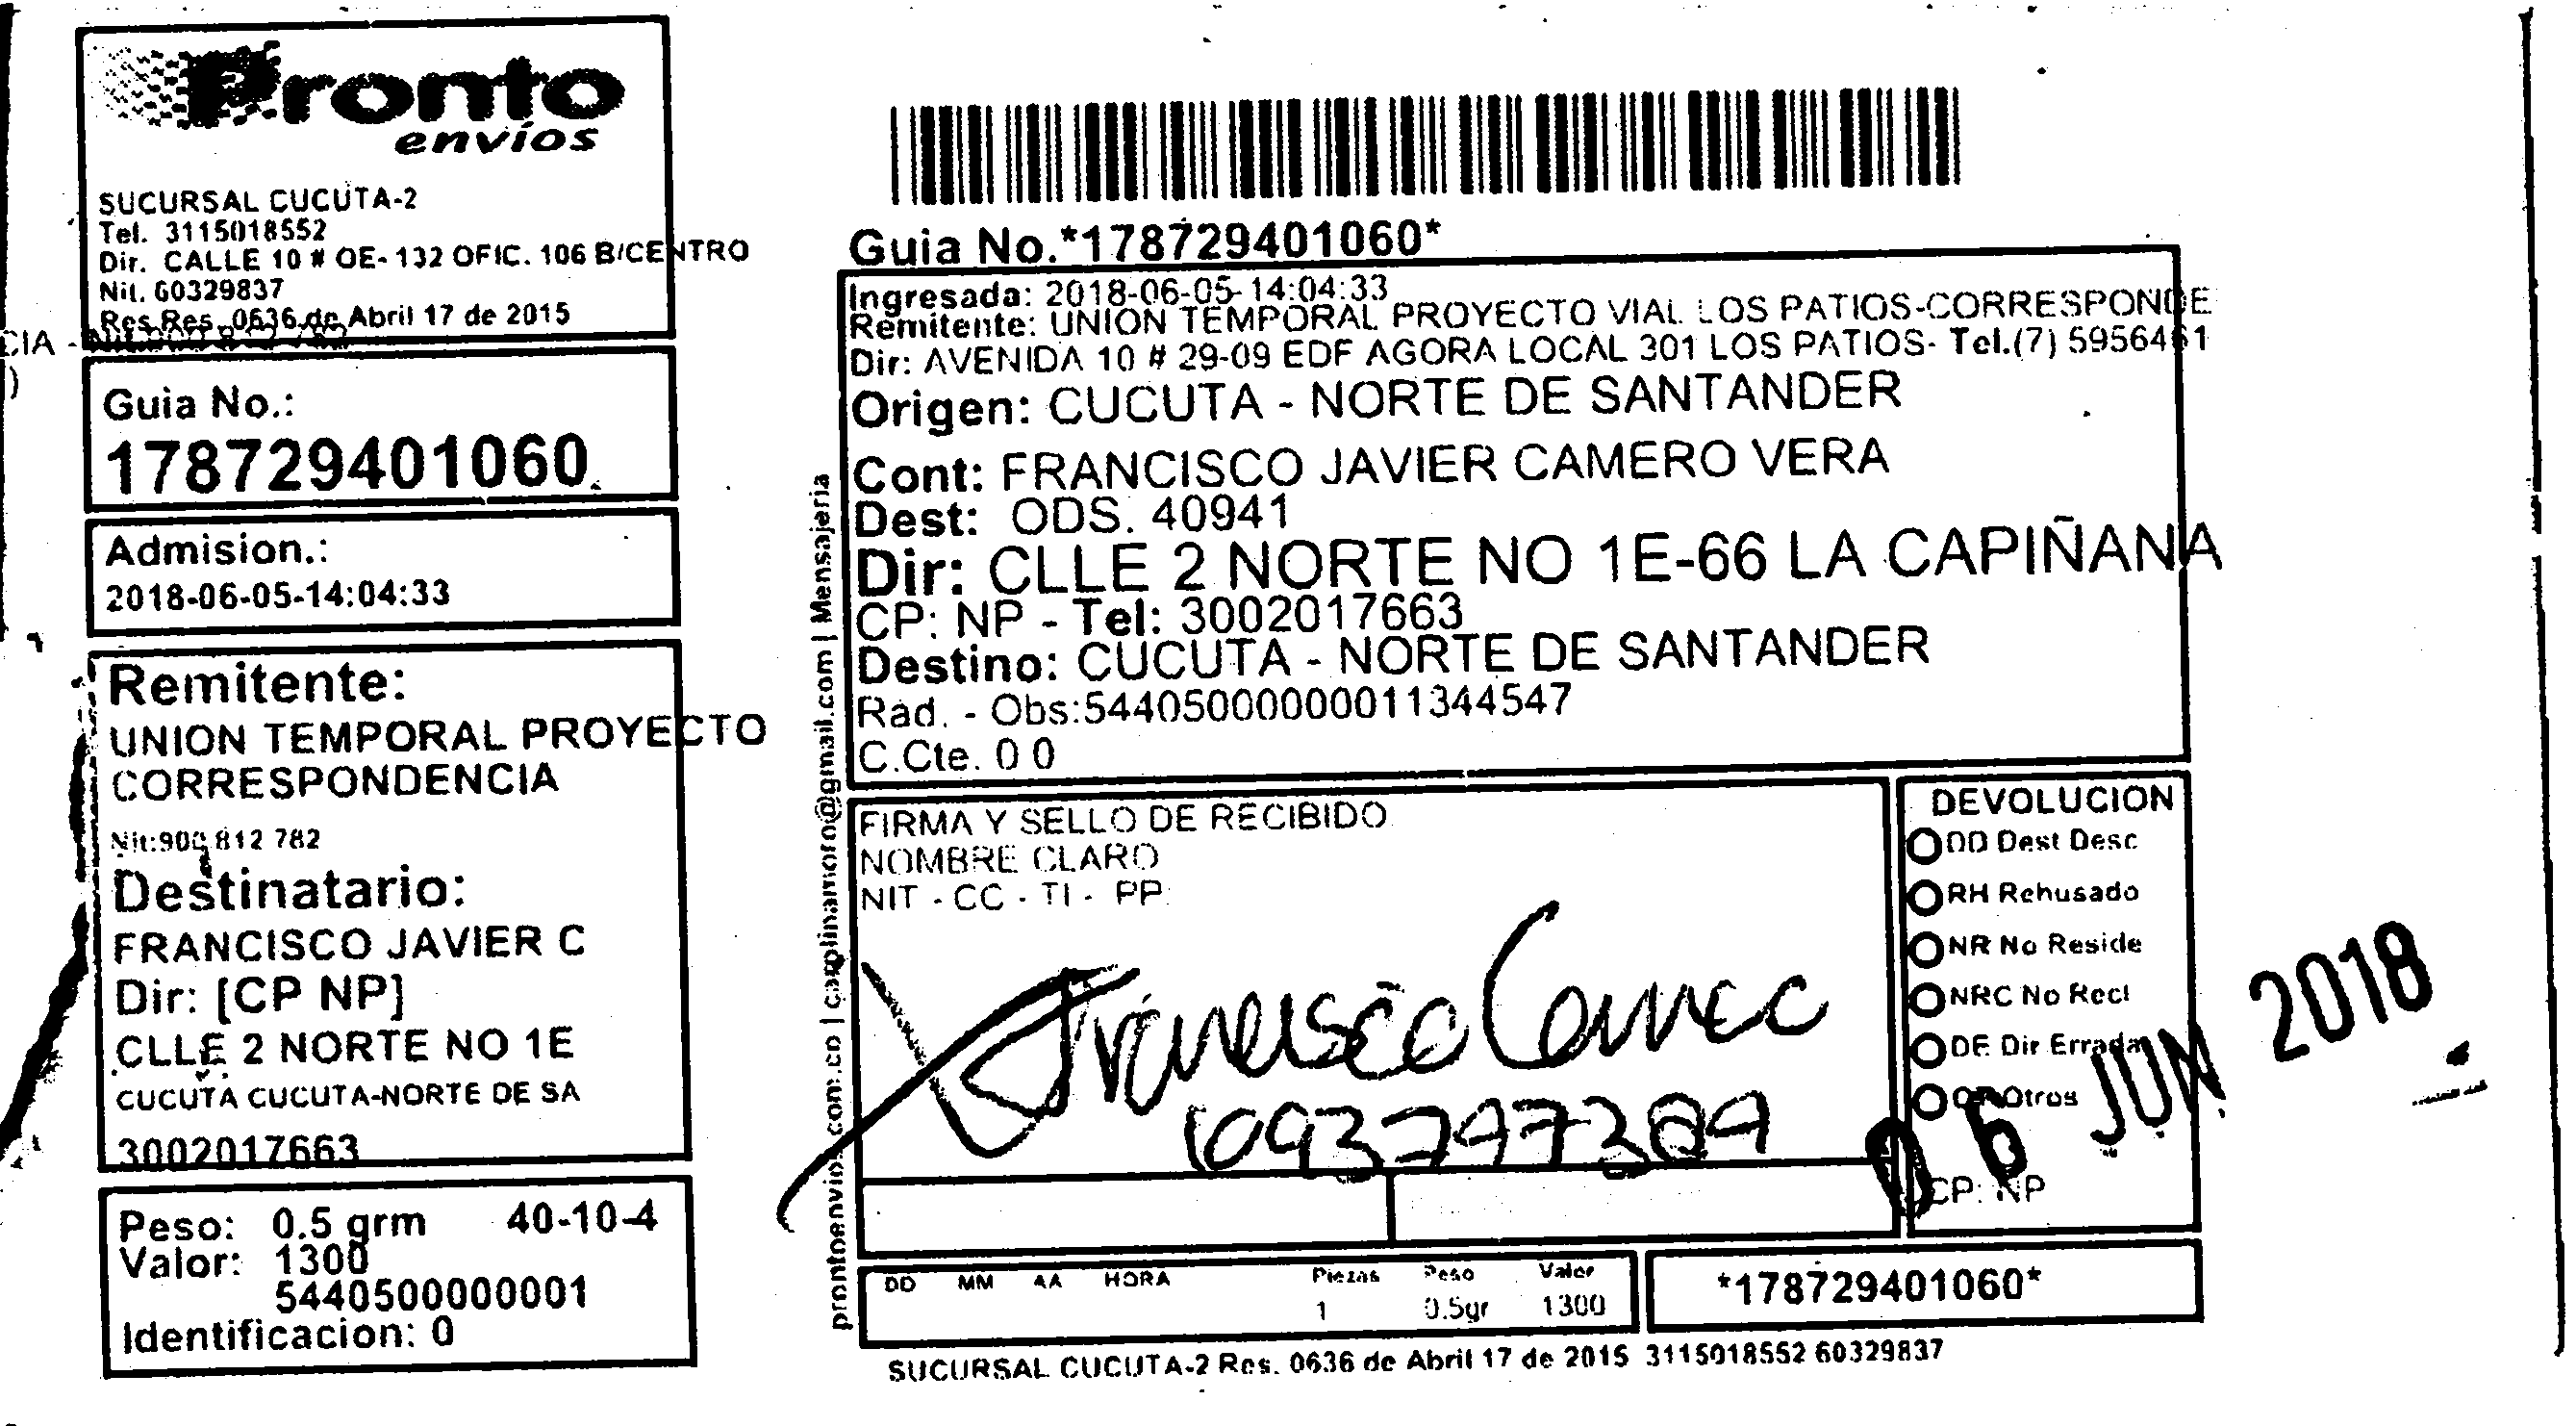 Pronto
envíos
SUCURSAL CUCUTA-2
Tel. 3115018552
Dir. CALLE 10 # OE- 132 OFIC. 106 B/CENTRO
Nit. 60329837
Res Res. 0636 de Abril 17 de 2015
CIA -
)
Guia No.:
178729401060
Admision.:
2018-06-05-14:04:33
Remitente:
UNION TEMPORAL PROYECTO
CORRESPONDENCIA
Nit:900 812 782
Destinatario:
FRANCISCO JAVIER C
Dir: [CP NP]
CLLE 2 NORTE NO 1E
CUCUTA CUCUTA-NORTE DE SA
3002017663
Peso: 0.5 grm 40-10-4
Valor: 1300
5440500000001
Identificacion: 0
prontoenvios.com.co | carolinamoro@gmail.com | Mensajeria
Guia No.*178729401060*
Ingresada: 2018-06-05-14:04:33
Remitente: UNION TEMPORAL PROYECTO VIAL LOS PATIOS-CORRESPONDE
Dir: AVENIDA 10 # 29-09 EDF AGORA LOCAL 301 LOS PATIOS- Tel.(7) 5956461
Origen: CUCUTA - NORTE DE SANTANDER
Cont: FRANCISCO JAVIER CAMERO VERA
Dest: ODS. 40941
Dir: CLLE 2 NORTE NO 1E-66 LA CAPIÑANA
CP: NP - Tel: 3002017663
Destino: CUCUTA - NORTE DE SANTANDER
Rad. - Obs:544050000000011344547
C.Cte. 0 0
FIRMA Y SELLO DE RECIBIDO
NOMBRE CLARO
NIT - CC - TI - PP:
Francisco
1093797389
DEVOLUCION
DD Dest Desc
RH Rehusado
NR No Reside
NRC No Recl
DE Dir Errada
Otros
06 JUN 2018
CP: NP
DD MM AA HORA Piezas Peso Valor
1 0.5gr 1300
*178729401060*
SUCURSAL CUCUTA-2 Res. 0636 de Abril 17 de 2015 3115018552 60329837